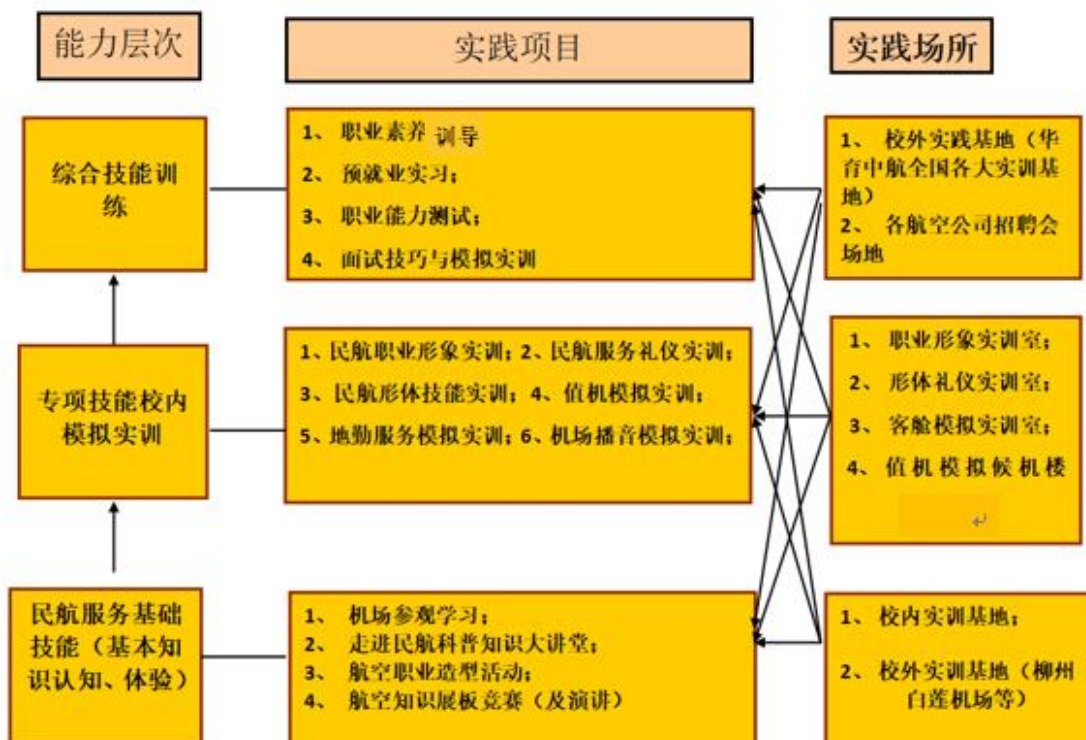 能力层次
实践项目
实践场所
综合技能训
练
1、 职业素养 训导
2、 预就业实习；
3、 职业能力测试；
4、 面试技巧与模拟实训
1、 校外实践基地（华
育中航全国各大实训基
地）
2、 各航空公司招聘会
场地
专项技能校内
模拟实训
1、民航职业形象实训；2、民航服务礼仪实训；
3、民航形体技能实训； 4、值机模拟实训；
5、地勤服务模拟实训；6、机场播音模拟实训；
1、 职业形象实训室；
2、 形体礼仪实训室；
3、 客舱模拟实训室；
4、 值机模拟候机楼
民航服务基础
技能（基本知
识认知、体验）
1、 机场参观学习；
2、 走进民航科普知识大讲堂；
3、 航空职业造型活动；
4、 航空知识展板竞赛（及演讲）
1、 校内实训基地；
2、 校外实训基地（柳州
白莲机场等）